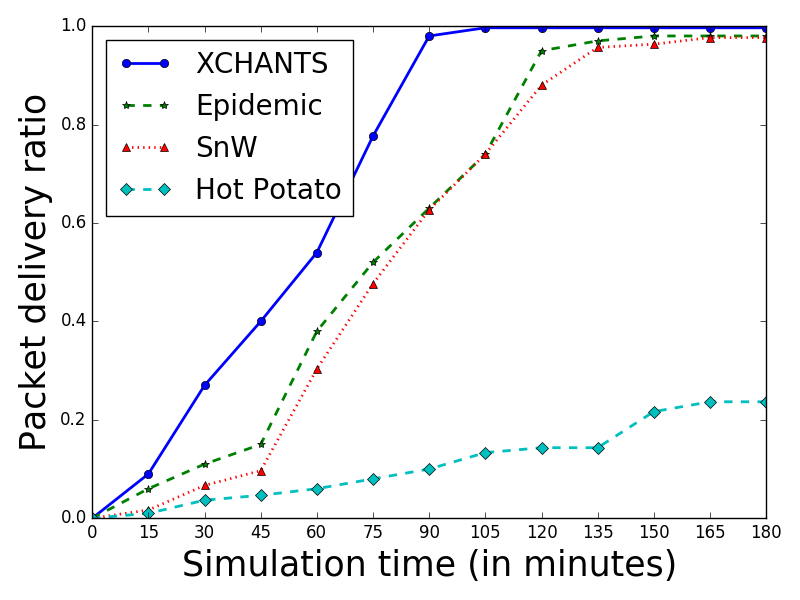 1.0
0.8
0.6
0.4
0.2
0.0
Packet delivery ratio
XCHANTS
Epidemic
SnW
Hot Potato
0 15 30 45 60 75 90 105 120 135 150 165 180
Simulation time (in minutes)